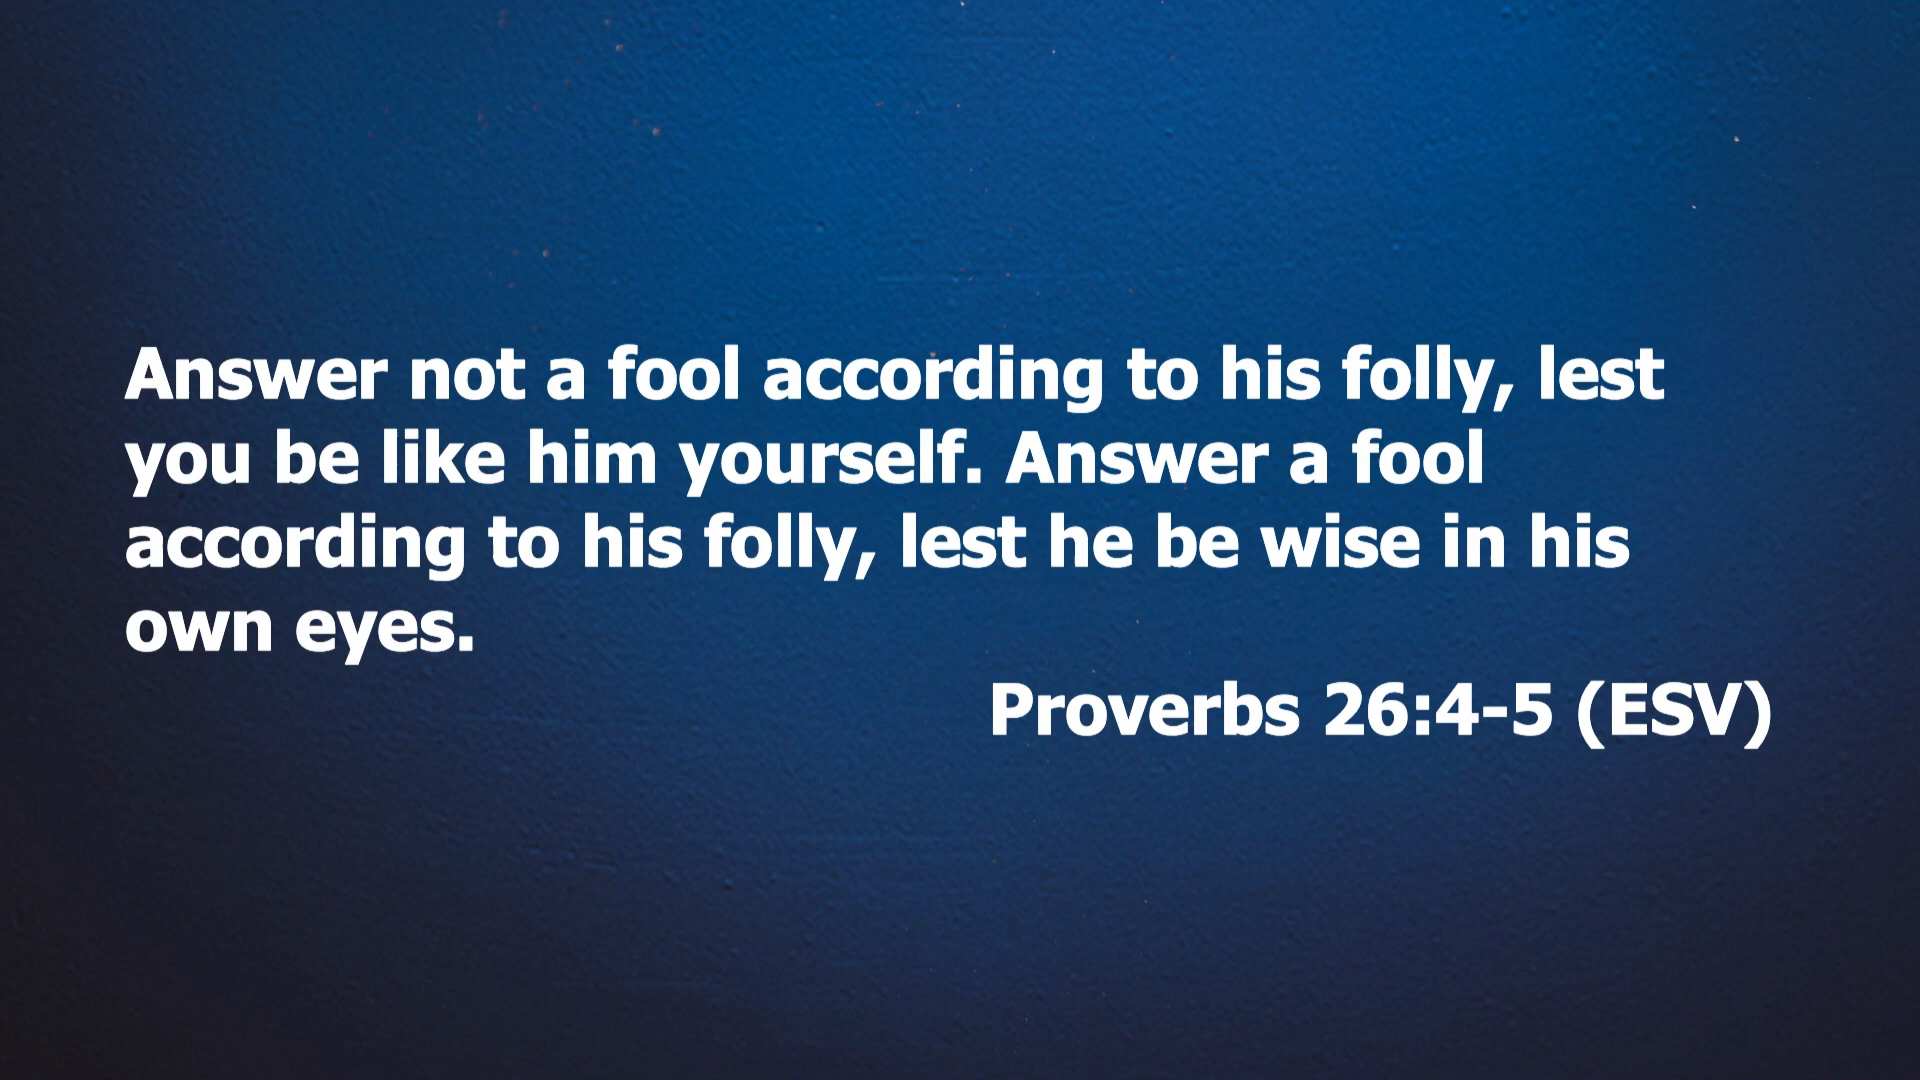 Answer not a fool according to his folly, lest
you be like him yourself. Answer a fool
according to his folly, lest he be wise in his
own eyes.
Proverbs 26:4-5 (ESV)